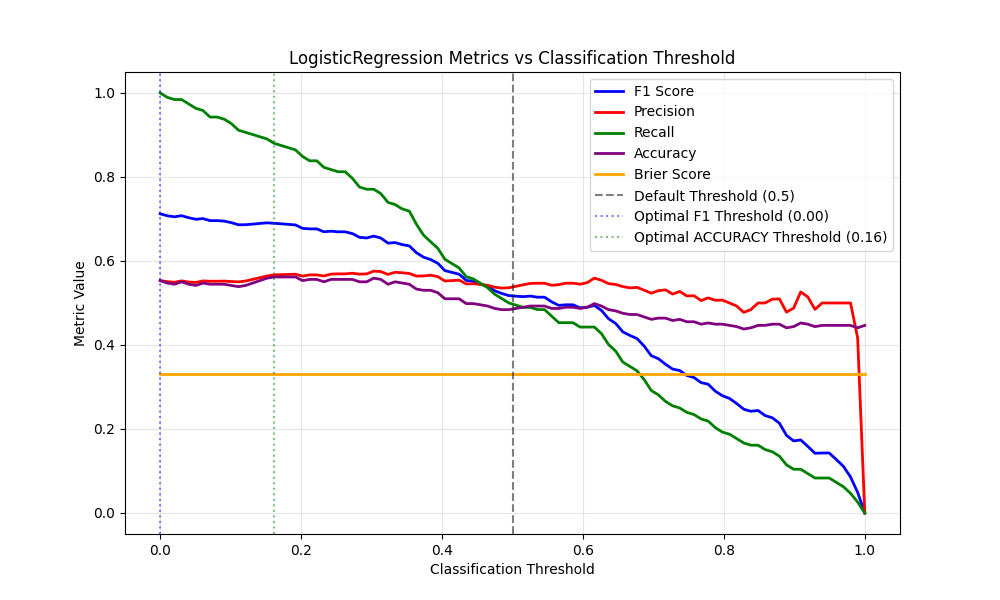 LogisticRegression Metrics vs Classification Threshold
Metric Value
1.0
0.8
0.6
0.4
0.2
0.0
F1 Score
Precision
Recall
Accuracy
Brier Score
Default Threshold (0.5)
Optimal F1 Threshold (0.00)
Optimal ACCURACY Threshold (0.16)
0.0 0.2 0.4 0.6 0.8 1.0
Classification Threshold